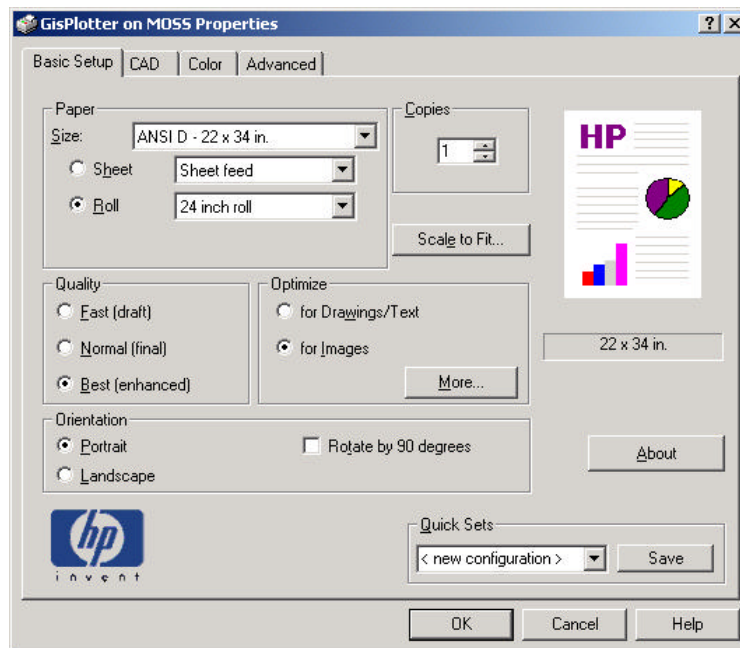 GisPlotter on MOSS Properties
Basic Setup CAD Color Advanced
Paper
Size: ANSI D - 22 x 34 in.
Sheet Sheet feed
Roll 24 inch roll
Copies
1
Scale to Fit...
HP
22 x 34 in.
Quality
Fast (draft)
Normal (final)
Best (enhanced)
Optimize
for Drawings/Text
for Images
More...
Orientation
Portrait
Rotate by 90 degrees
Landscape
About
hp
invent
Quick Sets
< new configuration > Save
OK Cancel Help